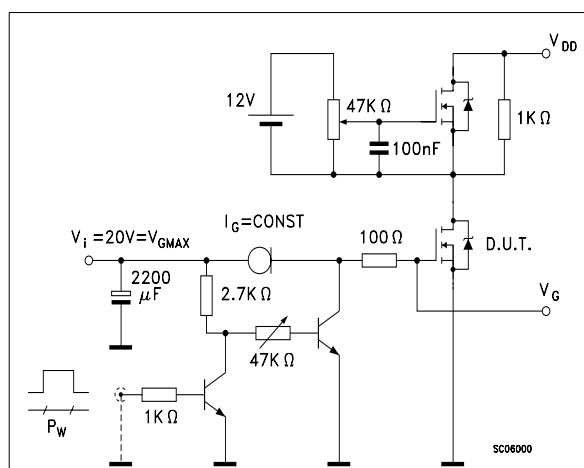 V_DD
12V
47K Ω
1K Ω
100nF
I_G=CONST
V_i =20V=V_GMAX
100 Ω
D.U.T.
2200
μF
2.7K Ω
V_G
47K Ω
1K Ω
P_W
SC06000